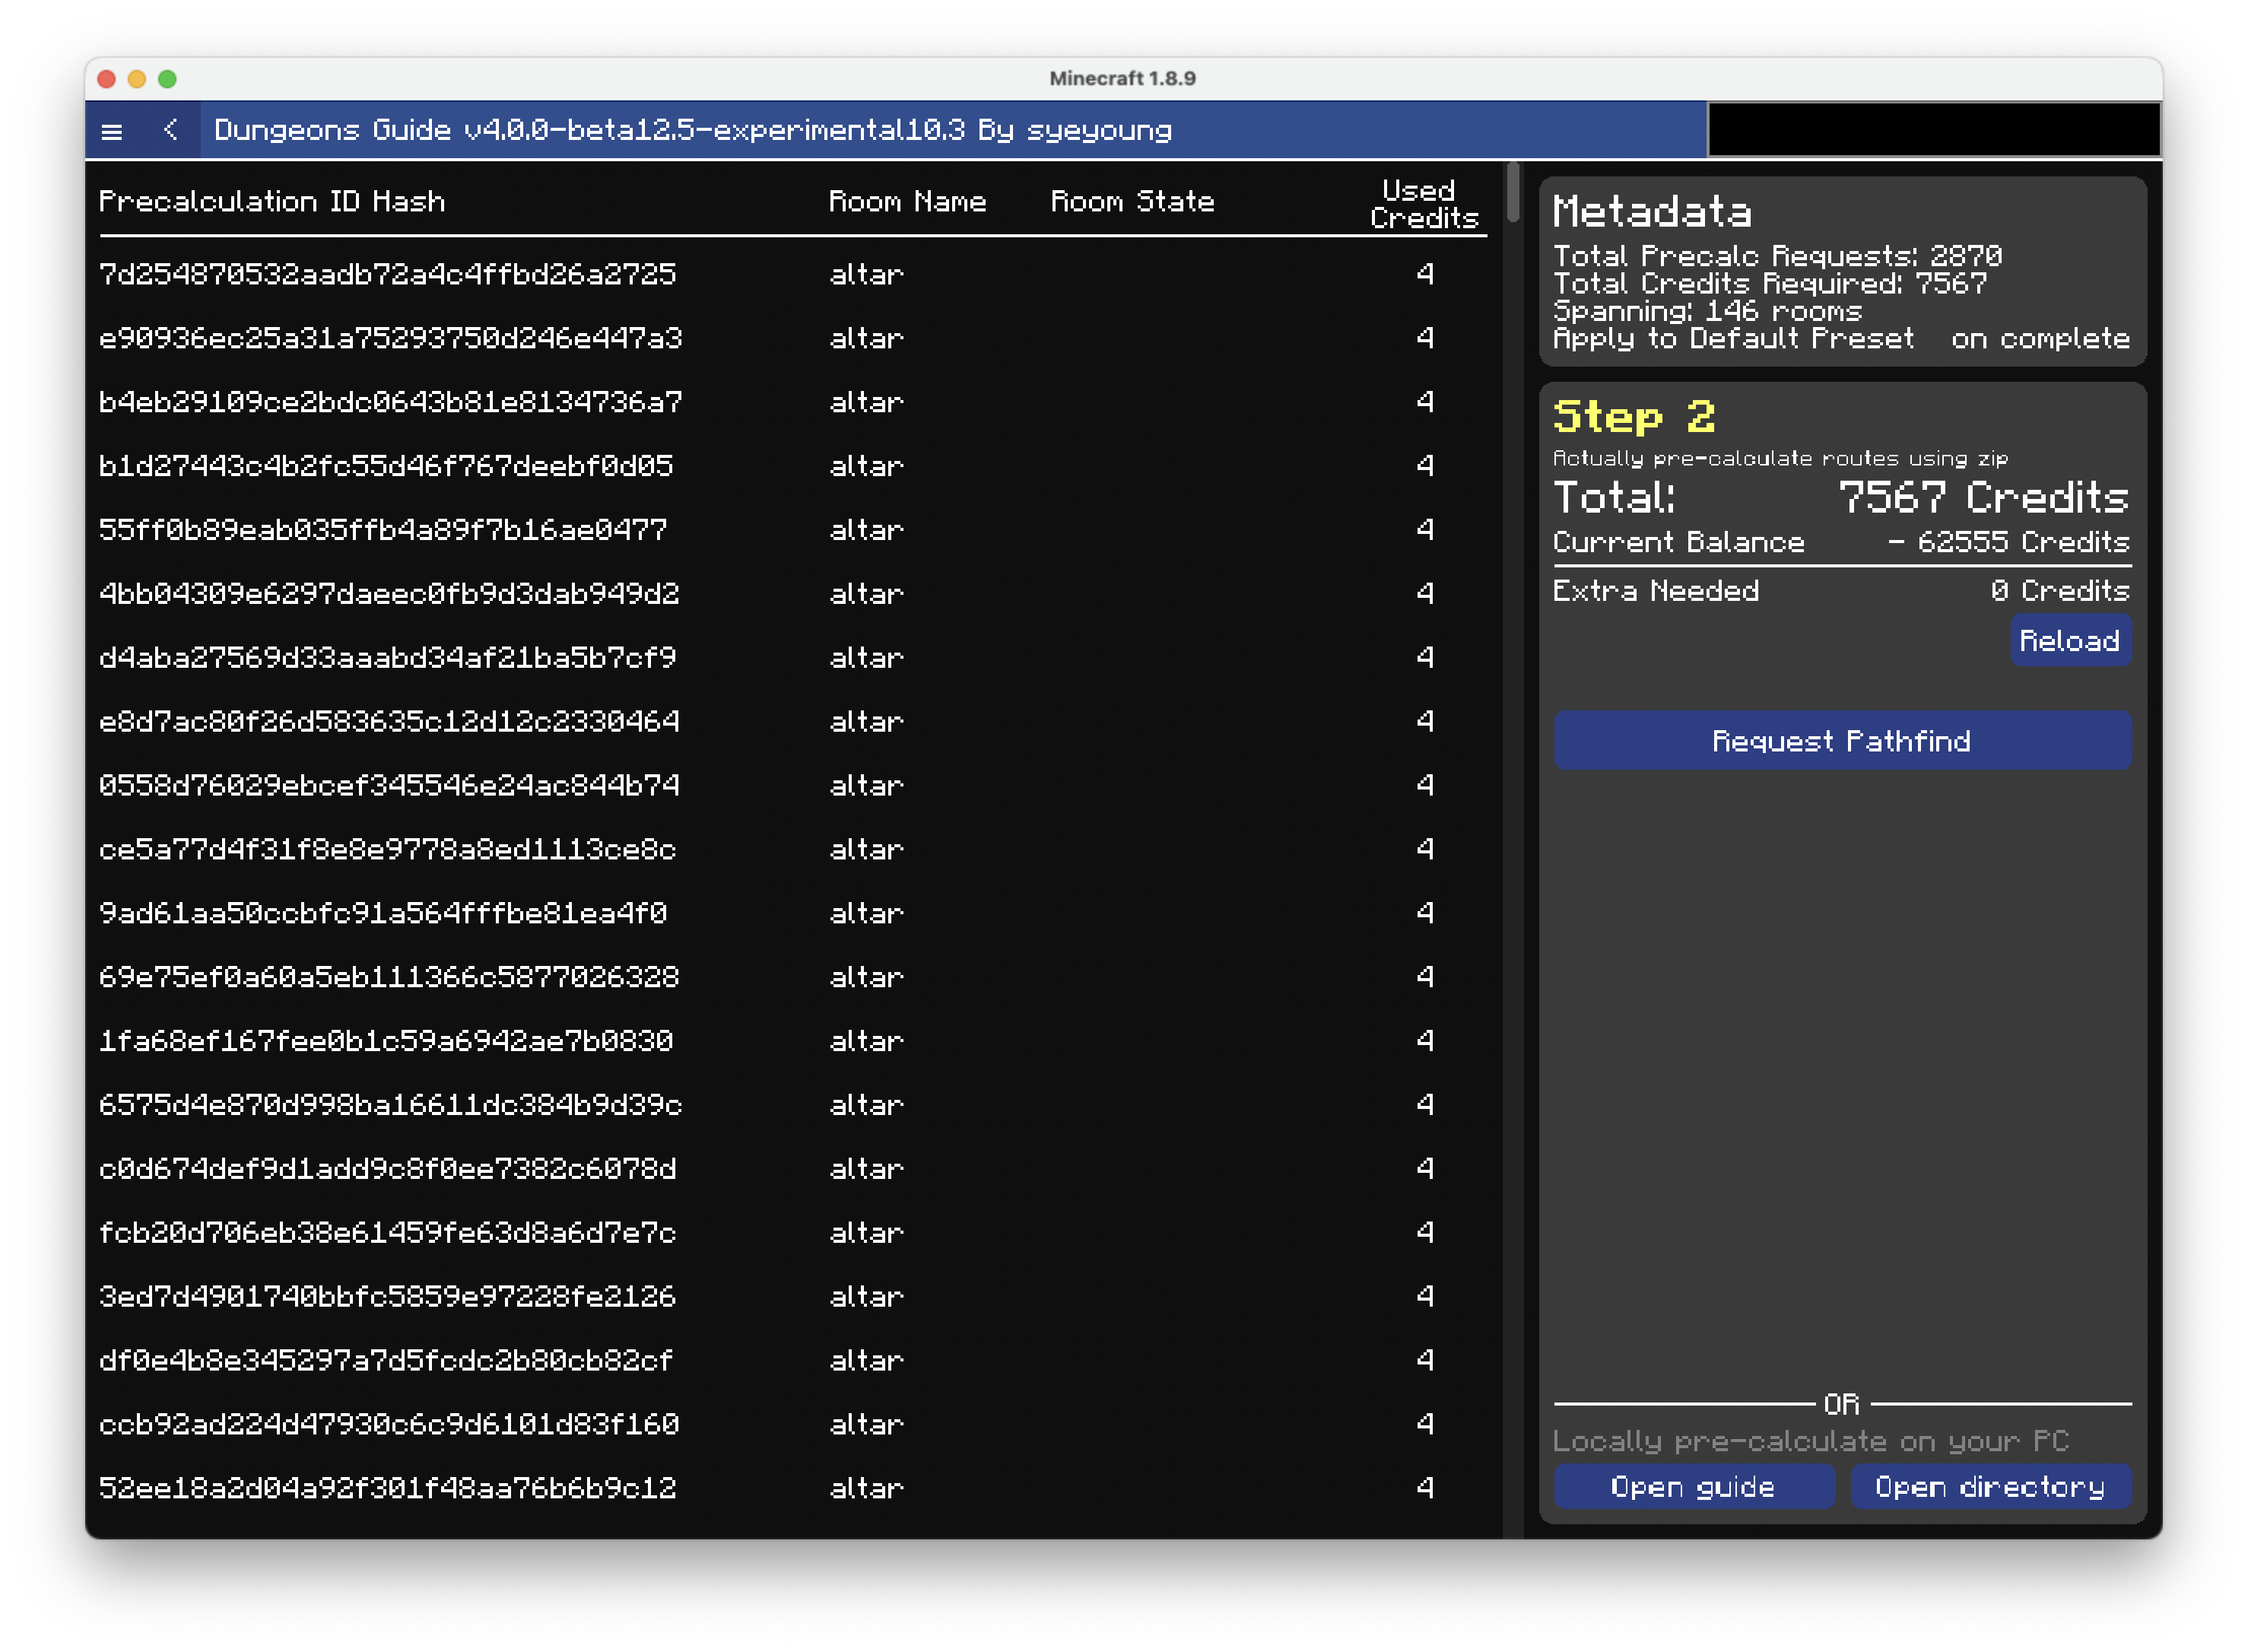 Minecraft 1.8.9
Dungeons Guide v4.0.0-beta12.5-experimental10.3 By syeyoung
Precalculation ID Hash Room Name Room State Used Credits
7d254870532aadb72a4c4ffbd26a2725 altar 4
e90936ec25a31a75293750d246e447a3 altar 4
b4eb29109ce2bdc0643b81e8134736a7 altar 4
b1d27443c4b2fc55d46f767deebf0d05 altar 4
55ff0b89eab035ffb4a89f7b16ae0477 altar 4
4bb04309e6297daeec0fb9d3dab949d2 altar 4
d4aba27569d33aaabd34af21ba5b7cf9 altar 4
e8d7ac80f26d583635c12d12c2330464 altar 4
0558d76029ebcef345546e24ac844b74 altar 4
ce5a77d4f31f8e8e9778a8ed1113ce8c altar 4
9ad61aa50ccbfc91a564fffbe81ea4f0 altar 4
69e75ef0a60a5eb111366c5877026328 altar 4
1fa68ef167fee0b1c59a6942ae7b0830 altar 4
6575d4e870d998ba16611dc384b9d39c altar 4
c0d674def9d1add9c8f0ee7382c6078d altar 4
fcb20d706eb38e61459fe63d8a6d7e7c altar 4
3ed7d4901740bbfc5859e97228fe2126 altar 4
df0e4b8e345297a7d5fcdc2b80cb82cf altar 4
ccb92ad224d47930c6c9d6101d83f160 altar 4
52ee18a2d04a92f301f48aa76b6b9c12 altar 4
Metadata
Total Precalc Requests: 2870
Total Credits Required: 7567
Spanning: 146 rooms
Apply to Default Preset on complete
Step 2
Actually pre-calculate routes using zip
Total: 7567 Credits
Current Balance - 62555 Credits
Extra Needed 0 Credits
Reload
Request Pathfind
OR
Locally pre-calculate on your PC
Open guide Open directory